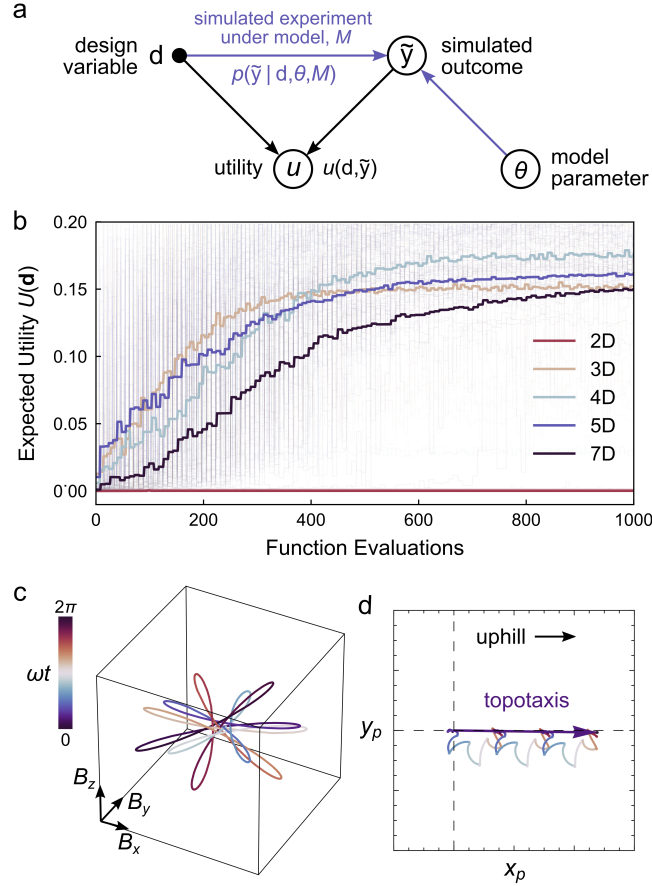 a
simulated experiment
under model, M
design
variable
d
p(ỹ | d,θ,M)
ỹ
simulated
outcome
utility
u
u(d,ỹ)
θ
model
parameter
b
Expected Utility U(d)
0.20
0.15
0.10
0.05
0.00
0
200
400
600
800
1000
Function Evaluations
2D
3D
4D
5D
7D
c
2π
ωt
0
Bz
By
Bx
d
uphill
topotaxis
yp
xp